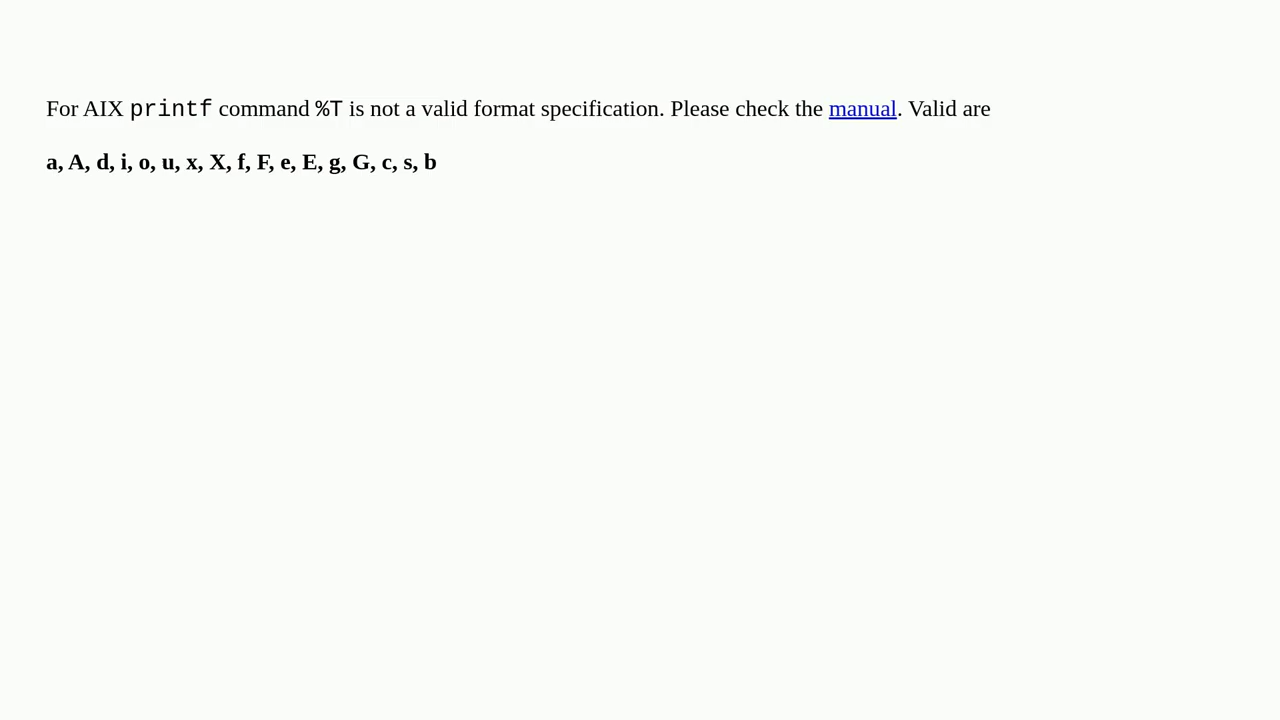 For AIX printf command %T is not a valid format specification. Please check the manual. Valid are
a, A, d, i, o, u, x, X, f, F, e, E, g, G, c, s, b